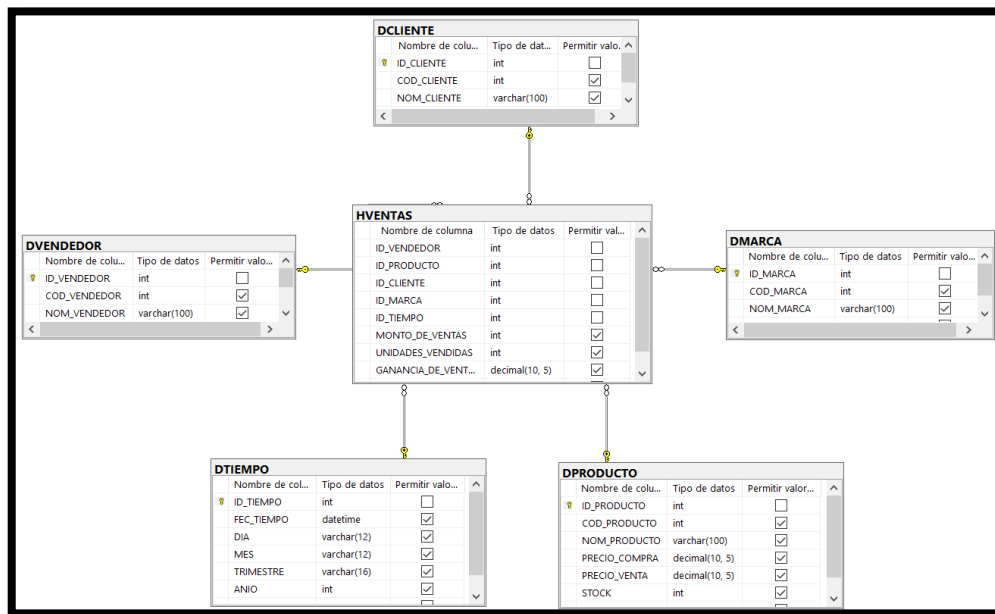 DCLIENTE
Nombre de colu... Tipo de dat... Permitir valo.
ID_CLIENTE int
COD_CLIENTE int
NOM_CLIENTE varchar(100)
HVENTAS
Nombre de columna Tipo de datos Permitir val...
ID_VENDEDOR int
ID_PRODUCTO int
ID_CLIENTE int
ID_MARCA int
ID_TIEMPO int
MONTO_DE_VENTAS int
UNIDADES_VENDIDAS int
GANANCIA_DE_VENT... decimal(10, 5)
DVENDEDOR
Nombre de colu... Tipo de datos Permitir valo...
ID_VENDEDOR int
COD_VENDEDOR int
NOM_VENDEDOR varchar(100)
DMARCA
Nombre de colu... Tipo de datos Permitir valo...
ID_MARCA int
COD_MARCA int
NOM_MARCA varchar(100)
DTIEMPO
Nombre de col... Tipo de datos Permitir valo...
ID_TIEMPO int
FEC_TIEMPO datetime
DIA varchar(12)
MES varchar(12)
TRIMESTRE varchar(16)
ANIO int
DPRODUCTO
Nombre de colu... Tipo de datos Permitir valor...
ID_PRODUCTO int
COD_PRODUCTO int
NOM_PRODUCTO varchar(100)
PRECIO_COMPRA decimal(10, 5)
PRECIO_VENTA decimal(10, 5)
STOCK int